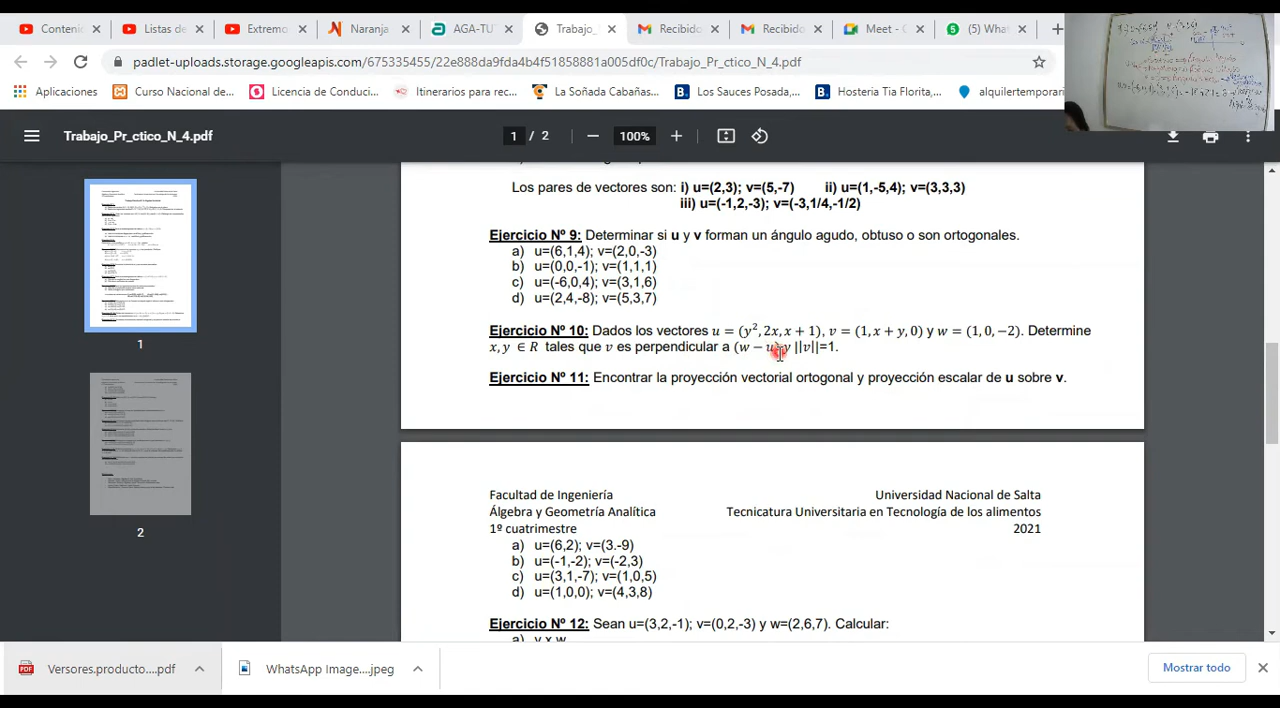 Conteni
Listas de
Extremo
Naranja
AGA-TU
Trabajo_
Recibido
Recibido
Meet -
(5) What
padlet-uploads.storage.googleapis.com/675335455/22e868da9fda4b4f51858881a005df0c/Trabajo_Pr_ctico_N_4.pdf
Aplicaciones
Curso Nacional de...
Licencia de Conduci...
Itinerarios para rec...
La Soñada Cabañas...
Los Sauces Posada,...
Hosteria Tia Florita,...
alquilertemporari
Trabajo_Pr_ctico_N_4.pdf
1 / 2
100%
Los pares de vectores son: i) u=(2,3); v=(5,-7) ii) u=(1,-5,4); v=(3,3,3)
iii) u=(-1,2,-3); v=(-3,1/4,-1/2)
Ejercicio Nº 9: Determinar si u y v forman un ángulo agudo, obtuso o son ortogonales.
a) u=(6,1,4); v=(2,0,-3)
b) u=(0,0,-1); v=(1,1,1)
c) u=(-6,0,4); v=(3,1,6)
d) u=(2,4,-8); v=(5,3,7)
Ejercicio Nº 10: Dados los vectores u = (y², 2x, x + 1), v = (1, x + y, 0) y w = (1, 0, −2). Determine
x, y ∈ R tales que v es perpendicular a (w − u) y ||v||=1.
Ejercicio Nº 11: Encontrar la proyección vectorial ortogonal y proyección escalar de u sobre v.
1
2
Facultad de Ingeniería Universidad Nacional de Salta
Álgebra y Geometría Analítica Tecnicatura Universitaria en Tecnología de los alimentos
1º cuatrimestre 2021
a) u=(6,2); v=(3.-9)
b) u=(-1,-2); v=(-2,3)
c) u=(3,1,-7); v=(1,0,5)
d) u=(1,0,0); v=(4,3,8)
Ejercicio Nº 12: Sean u=(3,2,-1); v=(0,2,-3) y w=(2,6,7). Calcular:
a) v x w
Versores.producto....pdf
WhatsApp Image....jpeg
Mostrar todo